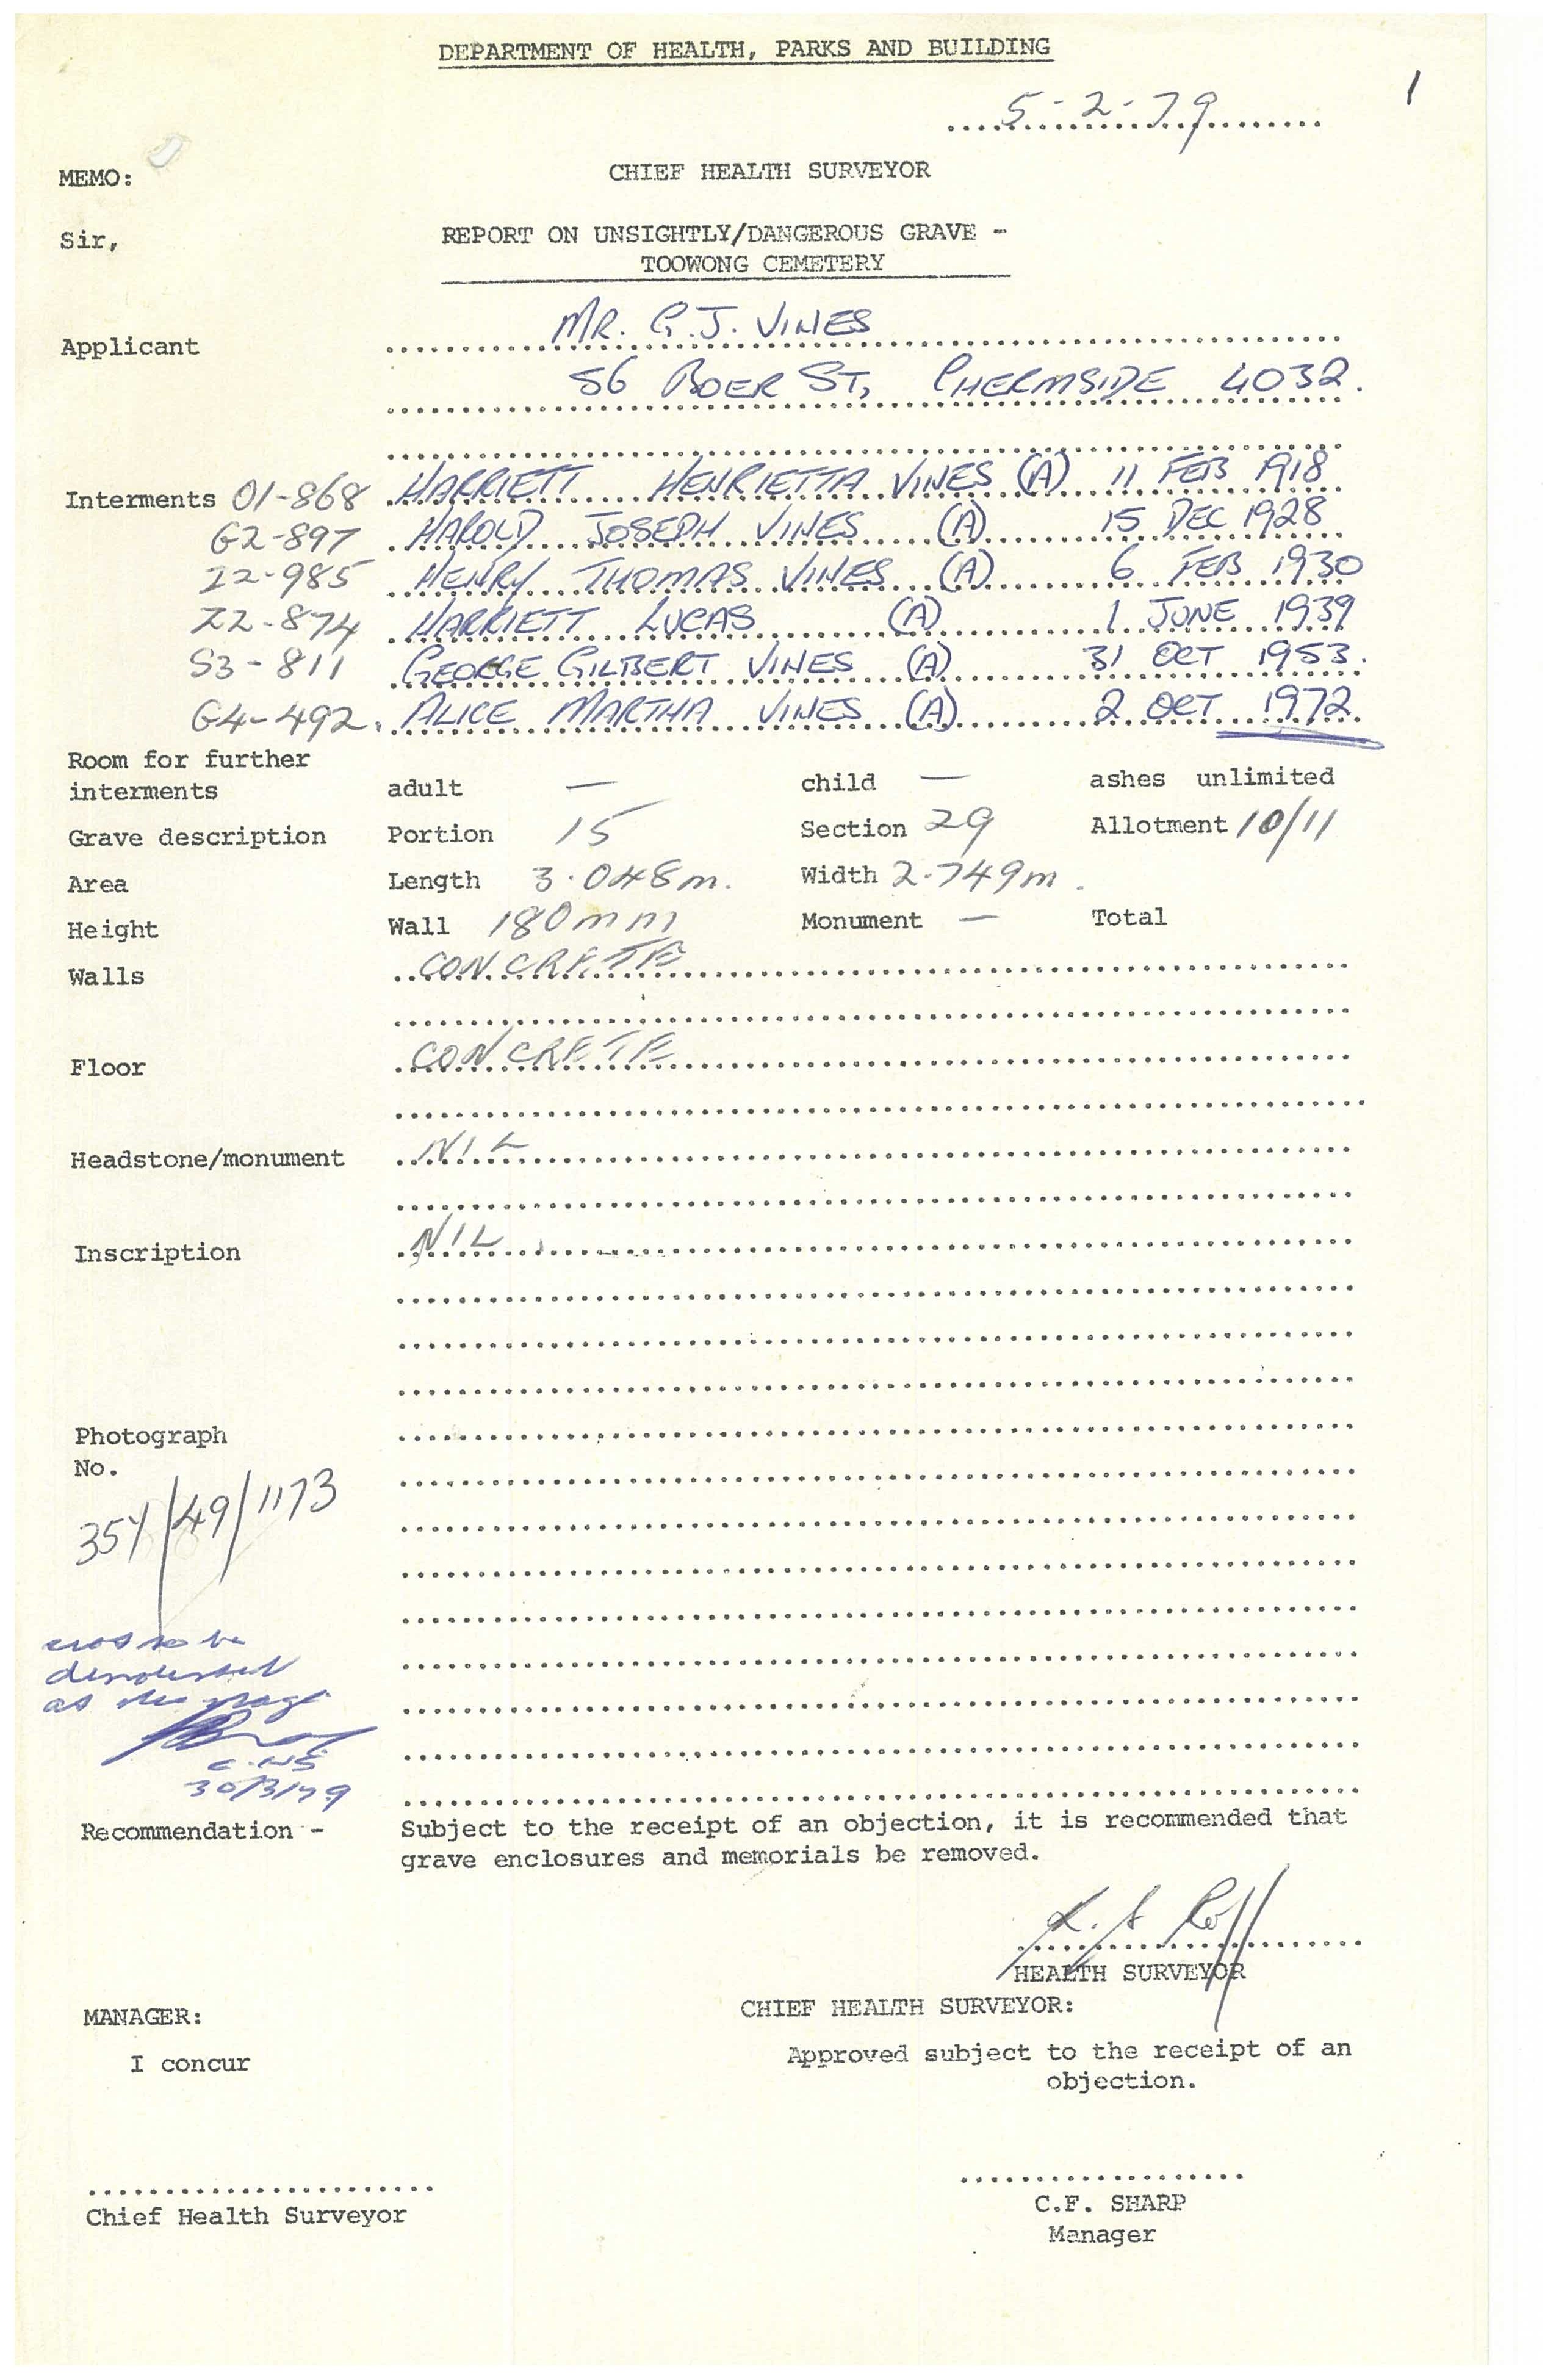 DEPARTMENT OF HEALTH, PARKS AND BUILDING
1
5-2-79
MEMO: CHIEF HEALTH SURVEYOR
Sir, REPORT ON UNSIGHTLY/DANGEROUS GRAVE -
TOOWONG CEMETERY
Applicant MR. G.J. VINES
56 BOER ST, CHERMSIDE 4032.
Interments 01-868 HARRIETT HENRIETTA VINES (A) 11 FEB 1918
G2-897 HAROLD JOSEPH VINES (A) 15 DEC 1928
I2-985 HENRY THOMAS VINES (A) 6 FEB 1930
Z2-874 HARRIETT LUCAS (A) 1 JUNE 1939
S3-811 GEORGE GILBERT VINES (A) 31 OCT 1953.
G4-492. ALICE MARTHA VINES (A) 2 OCT 1972
Room for further
interments adult — child — ashes unlimited
Grave description Portion 15 Section 29 Allotment 10/11
Area Length 3.048m. Width 2.749m.
Height Wall 180mm Monument — Total
Walls CONCRETE
Floor CONCRETE
Headstone/monument NIL
Inscription NIL
Photograph
No.
354/49/1173
to be
as
30/3/79
Recommendation - Subject to the receipt of an objection, it is recommended that
grave enclosures and memorials be removed.
HEALTH SURVEYOR
MANAGER: CHIEF HEALTH SURVEYOR:
I concur Approved subject to the receipt of an
objection.
Chief Health Surveyor C.F. SHARP
Manager